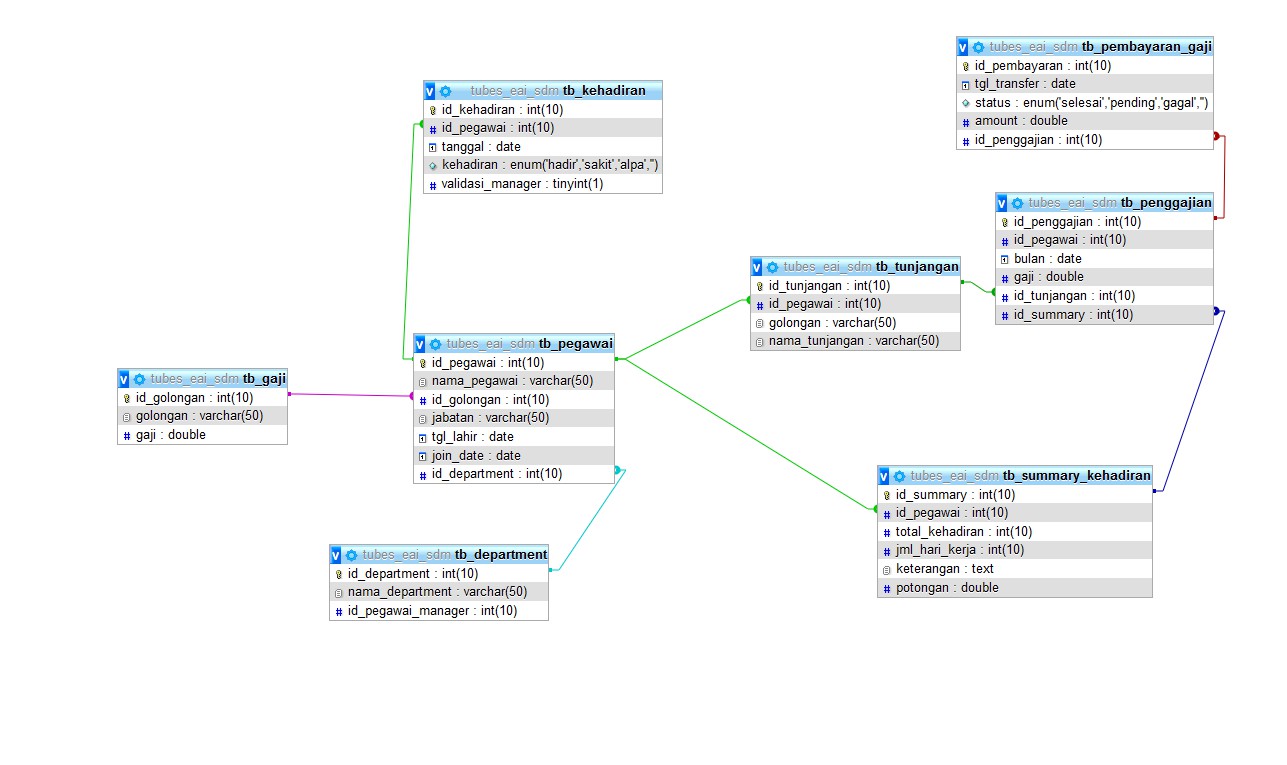 tubes_eai_sdm tb_pembayaran_gaji
id_pembayaran : int(10)
tgl_transfer : date
status : enum('selesai','pending','gagal','')
amount : double
id_penggajian : int(10)
tubes_eai_sdm tb_kehadiran
id_kehadiran : int(10)
id_pegawai : int(10)
tanggal : date
kehadiran : enum('hadir','sakit','alpa','')
validasi_manager : tinyint(1)
tubes_eai_sdm tb_penggajian
id_penggajian : int(10)
id_pegawai : int(10)
bulan : date
gaji : double
id_tunjangan : int(10)
id_summary : int(10)
tubes_eai_sdm tb_tunjangan
id_tunjangan : int(10)
id_pegawai : int(10)
golongan : varchar(50)
nama_tunjangan : varchar(50)
tubes_eai_sdm tb_pegawai
id_pegawai : int(10)
nama_pegawai : varchar(50)
id_golongan : int(10)
jabatan : varchar(50)
tgl_lahir : date
join_date : date
id_department : int(10)
tubes_eai_sdm tb_gaji
id_golongan : int(10)
golongan : varchar(50)
gaji : double
tubes_eai_sdm tb_summary_kehadiran
id_summary : int(10)
id_pegawai : int(10)
total_kehadiran : int(10)
jml_hari_kerja : int(10)
keterangan : text
potongan : double
tubes_eai_sdm tb_department
id_department : int(10)
nama_department : varchar(50)
id_pegawai_manager : int(10)